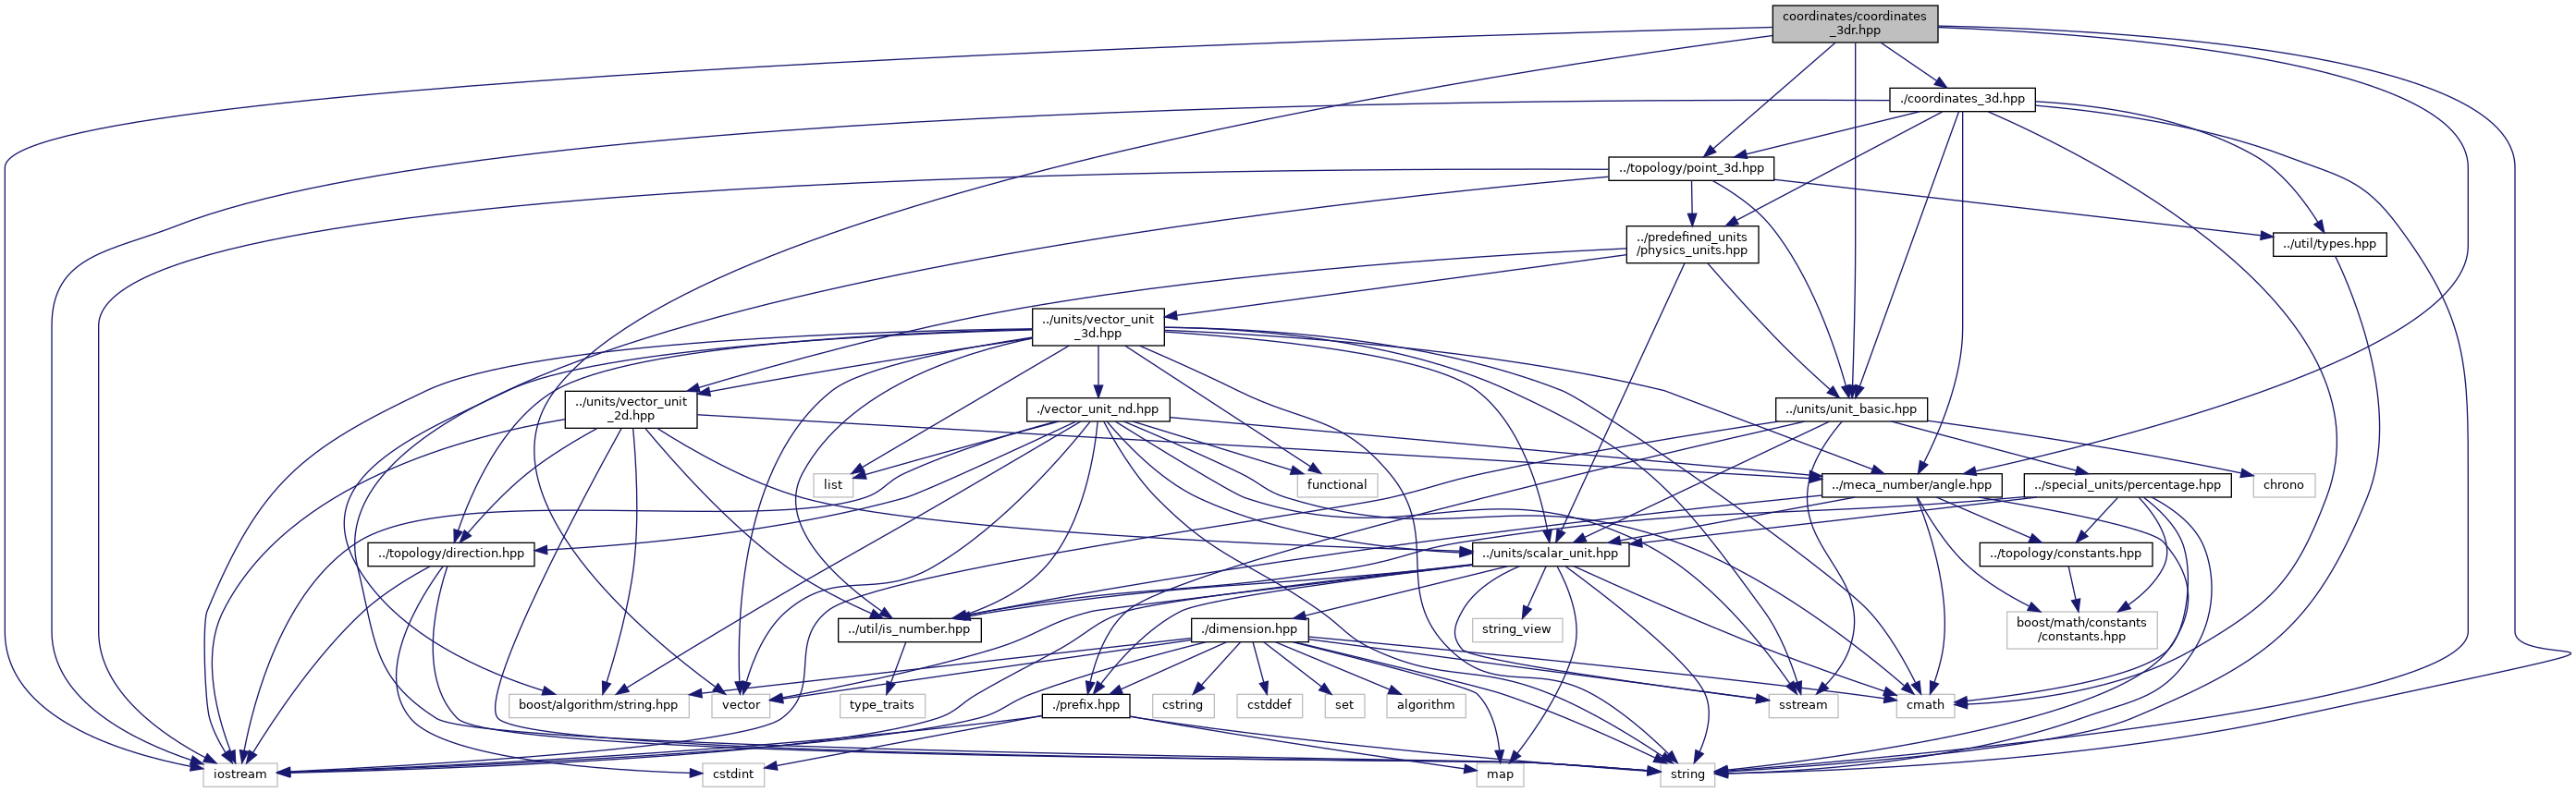 coordinates/coordinates
_3dr.hpp
./coordinates_3d.hpp
../topology/point_3d.hpp
../predefined_units
/physics_units.hpp
../util/types.hpp
../units/vector_unit
_3d.hpp
../units/vector_unit
_2d.hpp
./vector_unit_nd.hpp
../units/unit_basic.hpp
list
functional
../meca_number/angle.hpp
../special_units/percentage.hpp
chrono
../topology/direction.hpp
../units/scalar_unit.hpp
../topology/constants.hpp
../util/is_number.hpp
./dimension.hpp
string_view
boost/math/constants
/constants.hpp
boost/algorithm/string.hpp
vector
type_traits
./prefix.hpp
cstring
cstddef
set
algorithm
sstream
cmath
iostream
cstdint
map
string